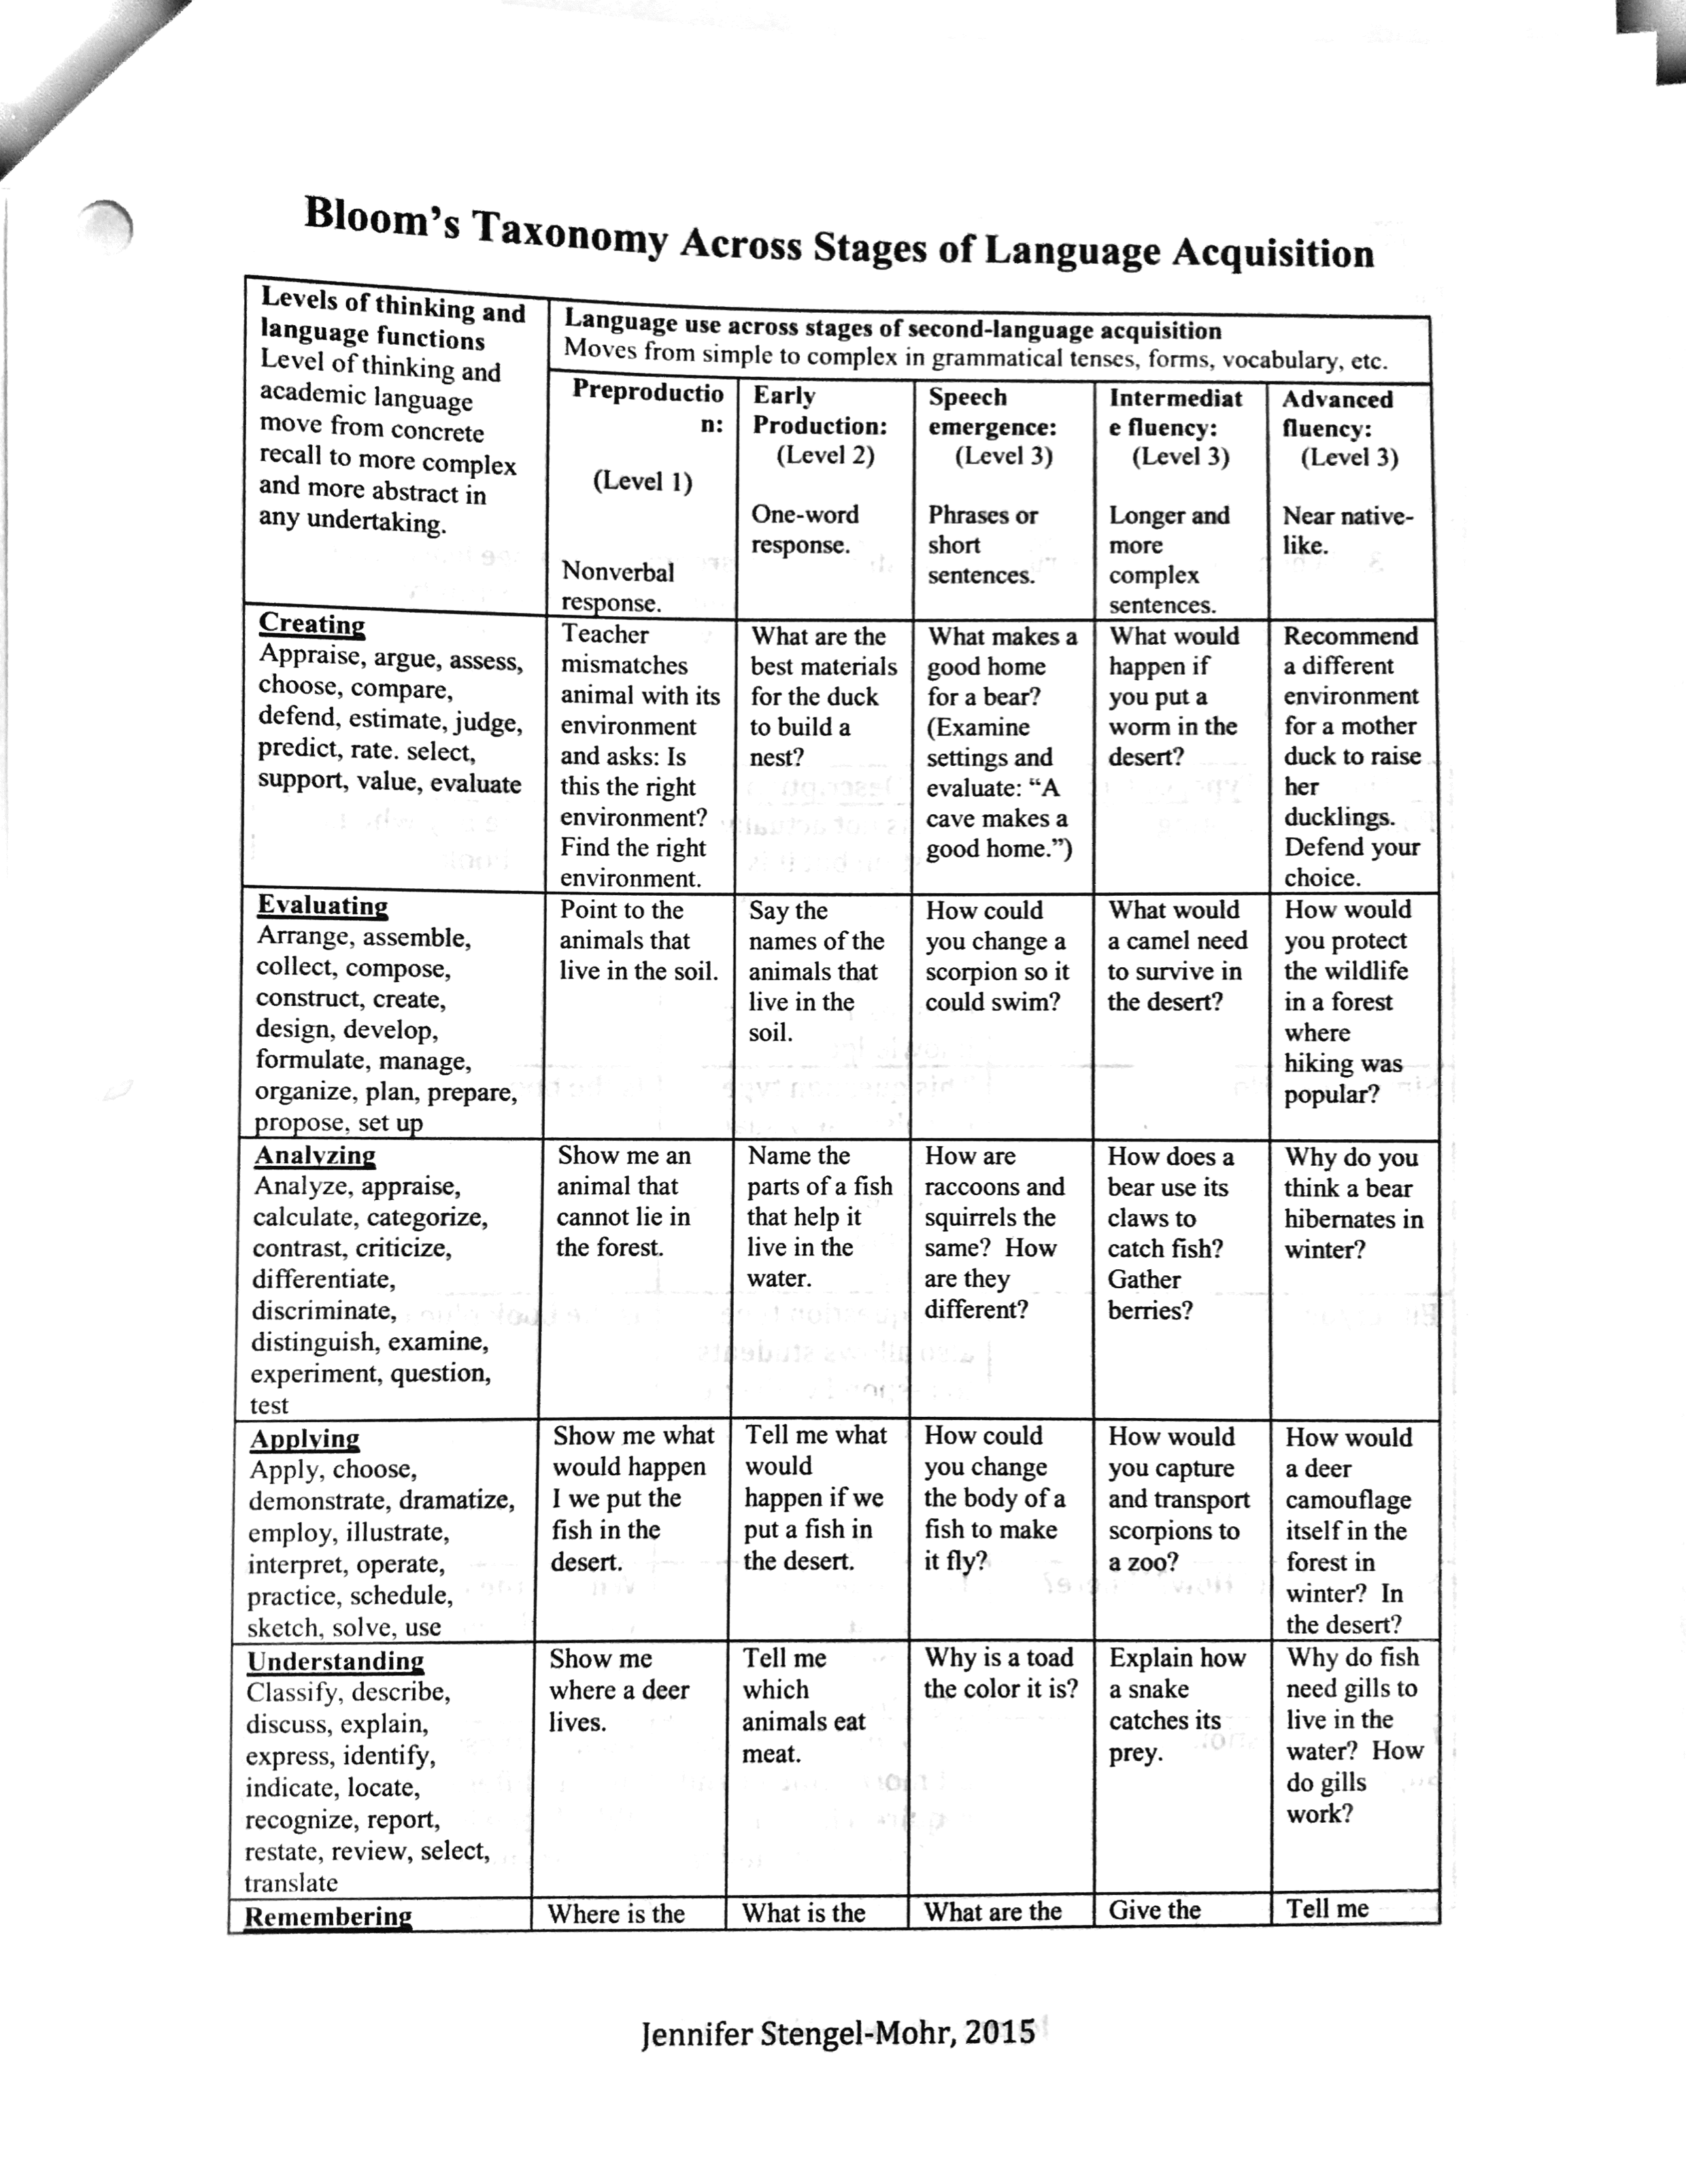 Bloom's Taxonomy Across Stages of Language Acquisition
Levels of thinking and
language functions
Level of thinking and
academic language
move from concrete
recall to more complex
and more abstract in
any undertaking.
Language use across stages of second-language acquisition
Moves from simple to complex in grammatical tenses, forms, vocabulary, etc.
Preproductio
n:
(Level 1)
Nonverbal
response.
Early
Production:
(Level 2)
One-word
response.
Speech
emergence:
(Level 3)
Phrases or
short
sentences.
Intermediat
e fluency:
(Level 3)
Longer and
more
complex
sentences.
Advanced
fluency:
(Level 3)
Near native-
like.
Creating
Appraise, argue, assess,
choose, compare,
defend, estimate, judge,
predict, rate. select,
support, value, evaluate
Teacher
mismatches
animal with its
environment
and asks: Is
this the right
environment?
Find the right
environment.
What are the
best materials
for the duck
to build a
nest?
What makes a
good home
for a bear?
(Examine
settings and
evaluate: “A
cave makes a
good home.”)
What would
happen if
you put a
worm in the
desert?
Recommend
a different
environment
for a mother
duck to raise
her
ducklings.
Defend your
choice.
Evaluating
Arrange, assemble,
collect, compose,
construct, create,
design, develop,
formulate, manage,
organize, plan, prepare,
propose, set up
Point to the
animals that
live in the soil.
Say the
names of the
animals that
live in the
soil.
How could
you change a
scorpion so it
could swim?
What would
a camel need
to survive in
the desert?
How would
you protect
the wildlife
in a forest
where
hiking was
popular?
Analyzing
Analyze, appraise,
calculate, categorize,
contrast, criticize,
differentiate,
discriminate,
distinguish, examine,
experiment, question,
test
Show me an
animal that
cannot lie in
the forest.
Name the
parts of a fish
that help it
live in the
water.
How are
raccoons and
squirrels the
same? How
are they
different?
How does a
bear use its
claws to
catch fish?
Gather
berries?
Why do you
think a bear
hibernates in
winter?
Applying
Apply, choose,
demonstrate, dramatize,
employ, illustrate,
interpret, operate,
practice, schedule,
sketch, solve, use
Show me what
would happen
I we put the
fish in the
desert.
Tell me what
would
happen if we
put a fish in
the desert.
How could
you change
the body of a
fish to make
it fly?
How would
you capture
and transport
scorpions to
a zoo?
How would
a deer
camouflage
itself in the
forest in
winter? In
the desert?
Understanding
Classify, describe,
discuss, explain,
express, identify,
indicate, locate,
recognize, report,
restate, review, select,
translate
Show me
where a deer
lives.
Tell me
which
animals eat
meat.
Why is a toad
the color it is?
Explain how
a snake
catches its
prey.
Why do fish
need gills to
live in the
water? How
do gills
work?
Remembering
Where is the
What is the
What are the
Give the
Tell me
Jennifer Stengel-Mohr, 2015